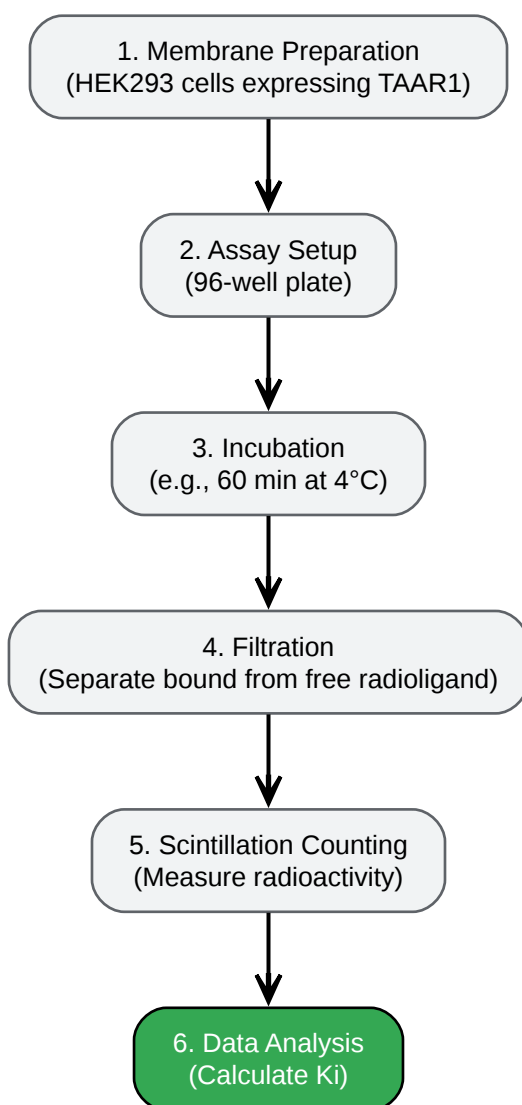 1. Membrane Preparation
(HEK293 cells expressing TAAR1)
2. Assay Setup
(96-well plate)
3. Incubation
(e.g., 60 min at 4°C)
4. Filtration
(Separate bound from free radioligand)
5. Scintillation Counting
(Measure radioactivity)
6. Data Analysis
(Calculate Ki)